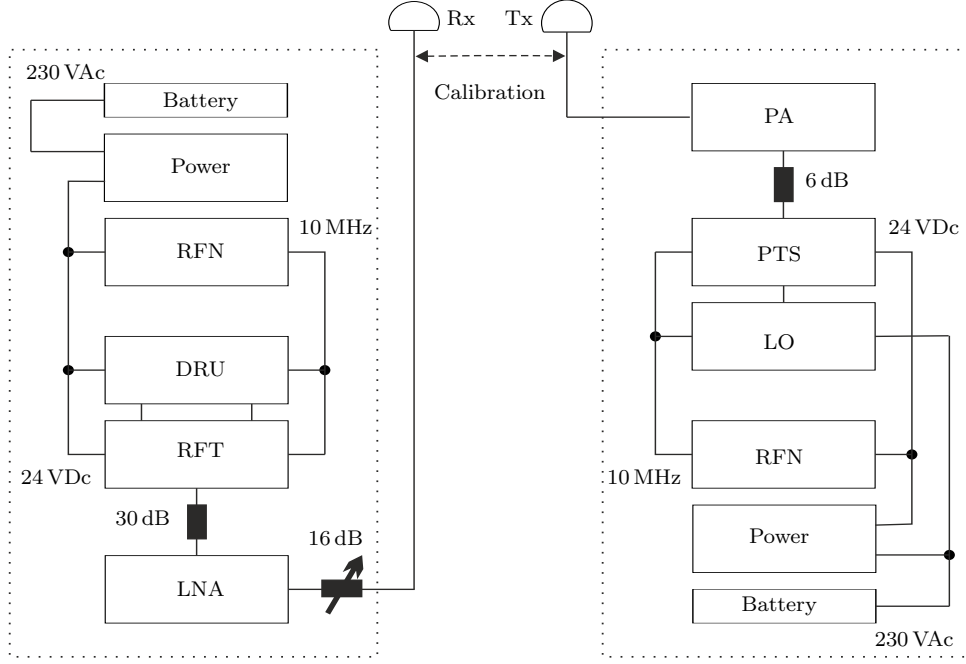 Rx
Tx
Calibration
230 VAc
Battery
Power
RFN
10 MHz
DRU
RFT
24 VDc
30 dB
16 dB
LNA
PA
6 dB
24 VDc
PTS
LO
RFN
10 MHz
Power
Battery
230 VAc